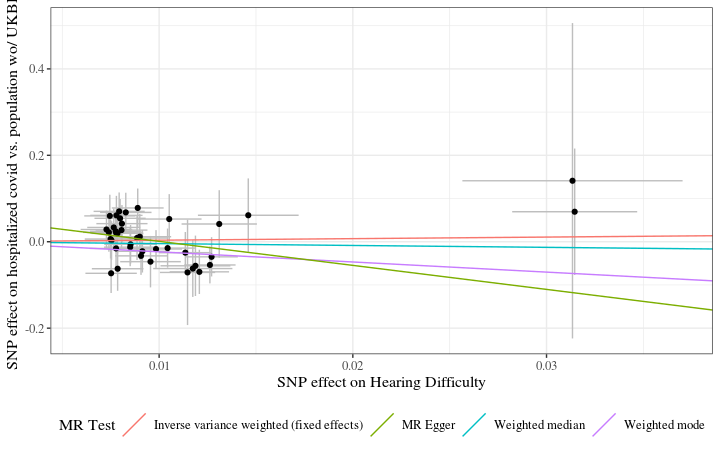 SNP effect on hospitalized covid vs. population wo/ UKBB
0.4
0.2
0.0
-0.2
0.01
0.02
0.03
SNP effect on Hearing Difficulty
MR Test
Inverse variance weighted (fixed effects)
MR Egger
Weighted median
Weighted mode